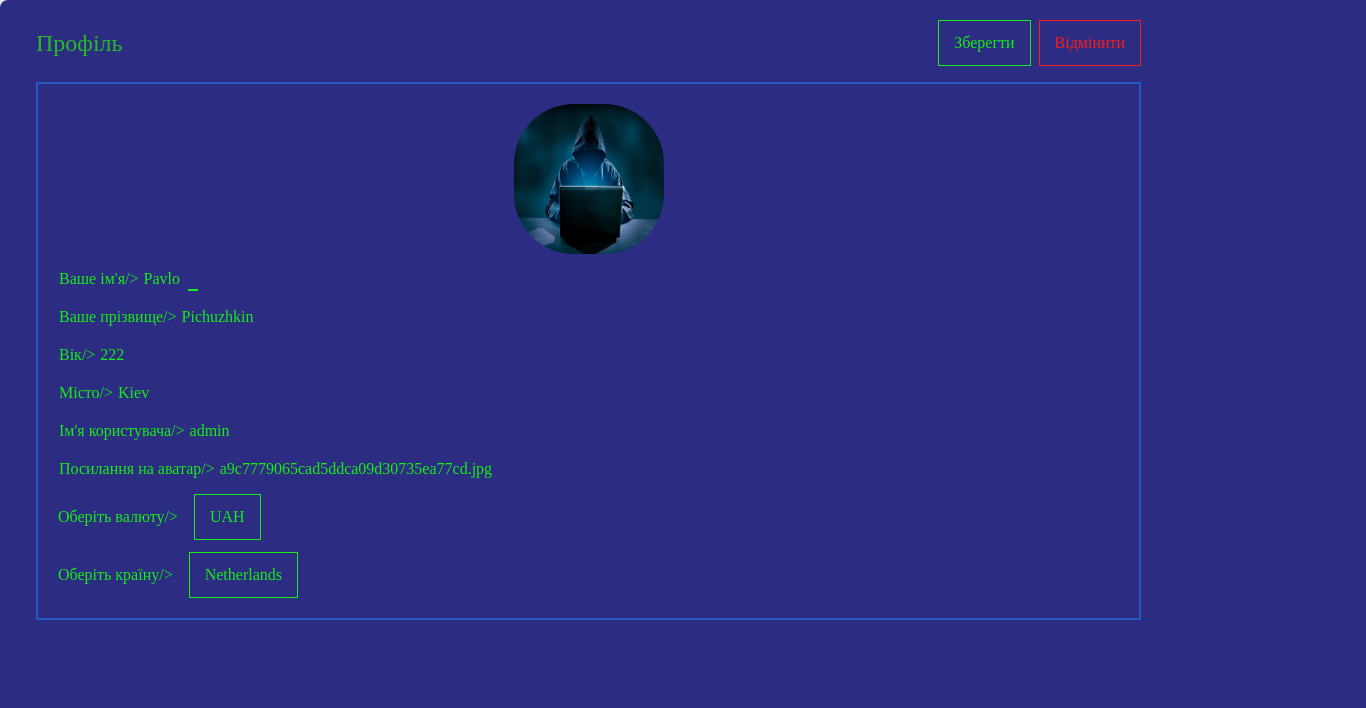 Профіль
Зберегти
Відмінити
Ваше ім'я/> Pavlo _
Ваше прізвище/> Pichuzhkin
Вік/> 222
Місто/> Kiev
Ім'я користувача/> admin
Посилання на аватар/> a9c7779065cad5ddca09d30735ea77cd.jpg
Оберіть валюту/> UAH
Оберіть країну/> Netherlands